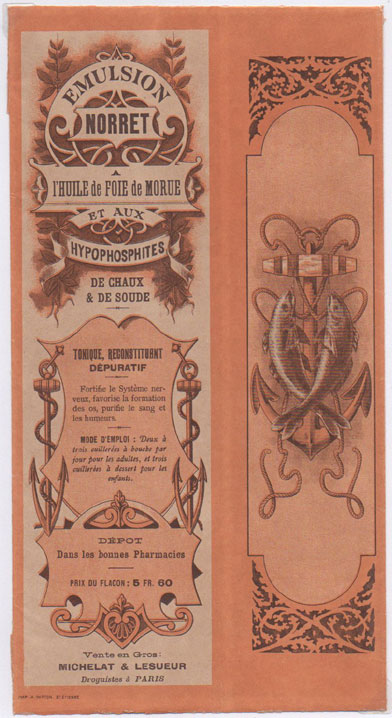 EMULSION
NORRET
A
l'HUILE de FOIE de MORUE
ET AUX
HYPOPHOSPHITES
DE CHAUX
& DE SOUDE
TONIQUE, RECONSTITUANT
DÉPURATIF
Fortifie le Système ner-
veux, favorise la formation
des os, purifie le sang et
les humeurs.
MODE D'EMPLOI : Deux à
trois cuillerées à bouche par
jour pour les adultes, et trois
cuillerées à dessert pour les
enfants.
DÉPOT
Dans les bonnes Pharmacies
PRIX DU FLACON : 5 FR. 60
Vente en Gros:
MICHELAT & LESUEUR
Droguistes à PARIS
ST-ETIENNE